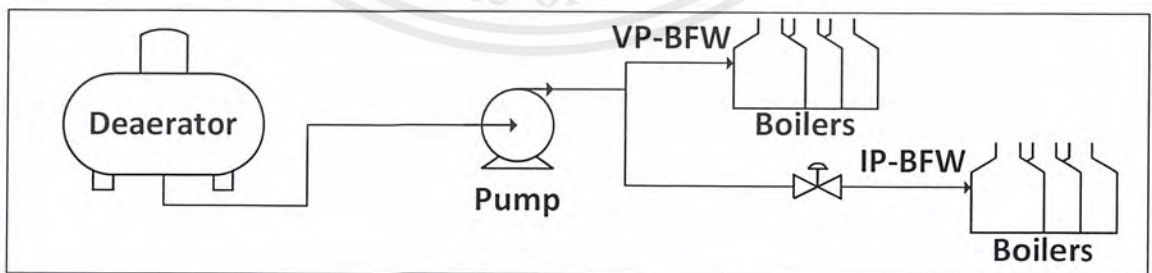 VP-BFW
Deaerator
Boilers
IP-BFW
Pump
Boilers